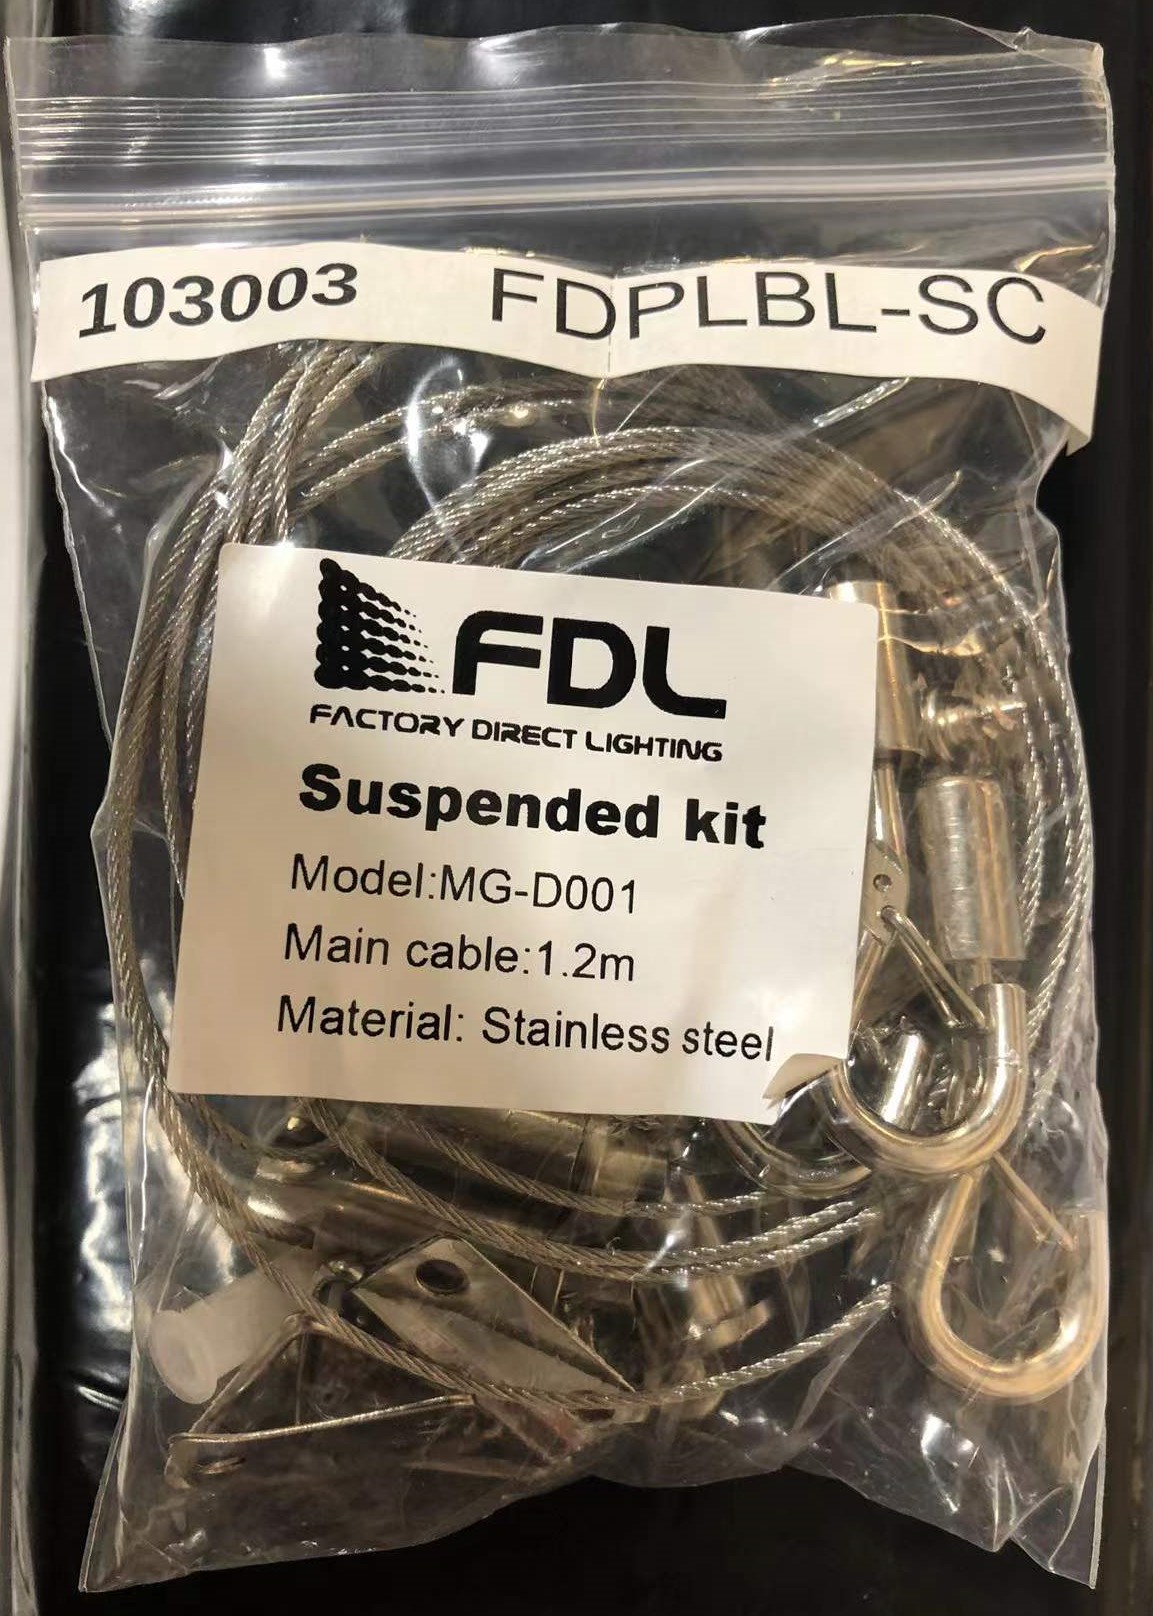 103003 FDPLBL-SC
FDL
FACTORY DIRECT LIGHTING
Suspended kit
Model:MG-D001
Main cable:1.2m
Material: Stainless steel